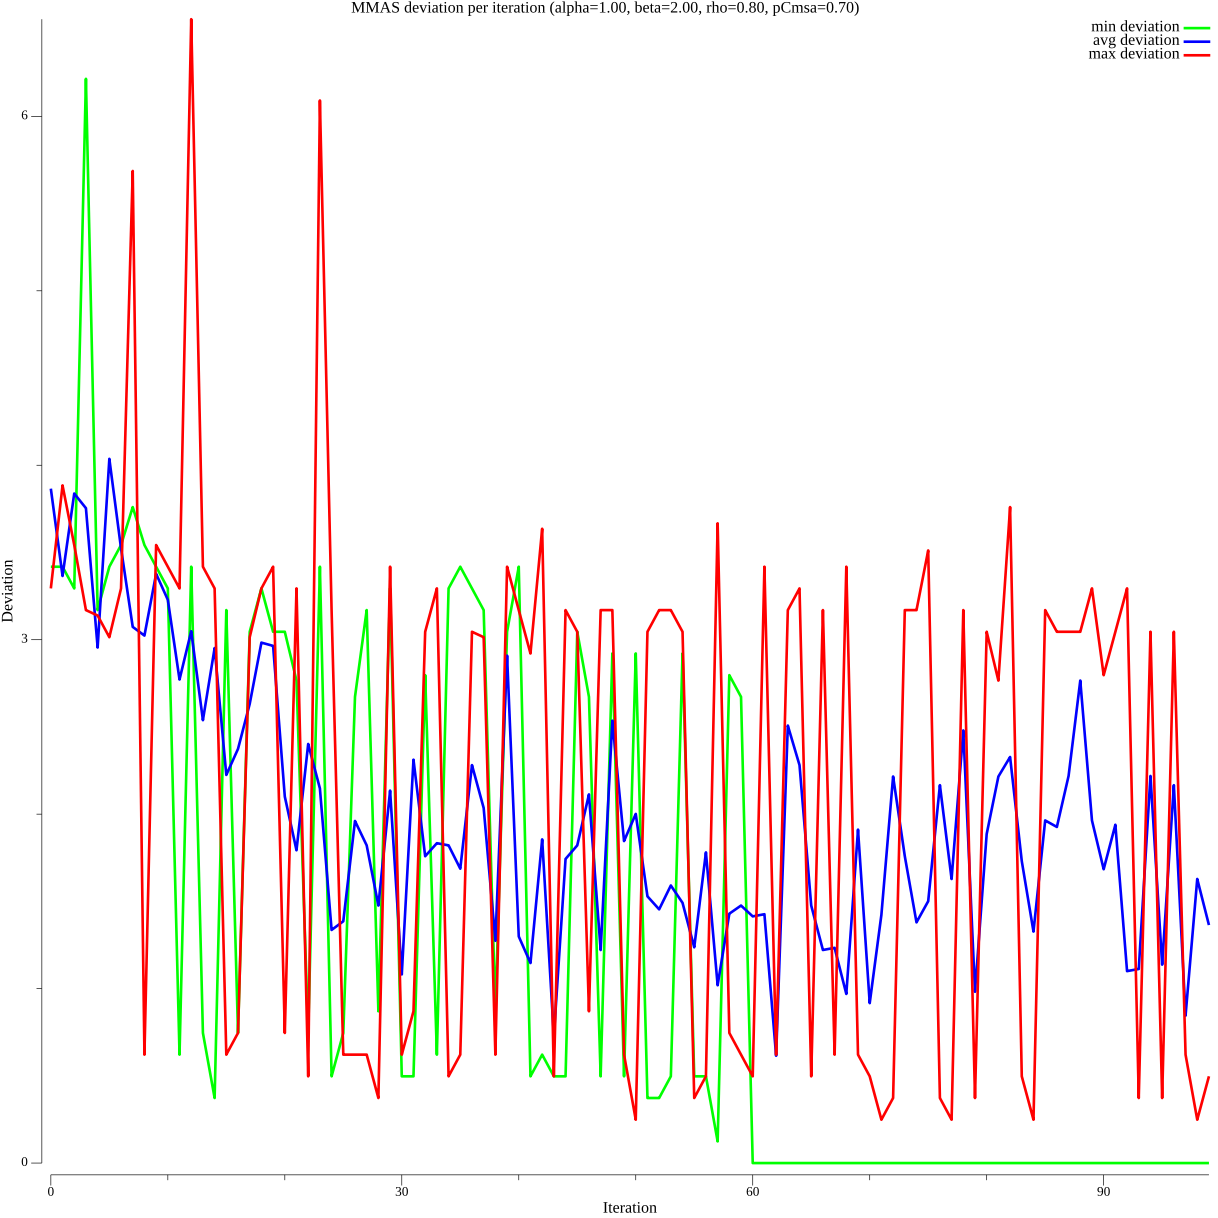 MMAS deviation per iteration (alpha=1.00, beta=2.00, rho=0.80, pCmsa=0.70)
min deviation
avg deviation
max deviation
6
3
0
Deviation
0 30 60 90
Iteration